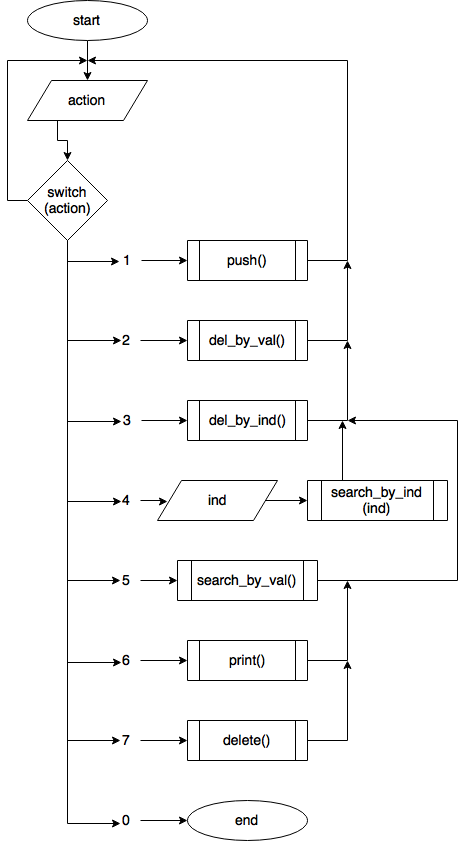 start
action
switch
(action)
1 push()
2 del_by_val()
3 del_by_ind()
4 ind search_by_ind
(ind)
5 search_by_val()
6 print()
7 delete()
0 end